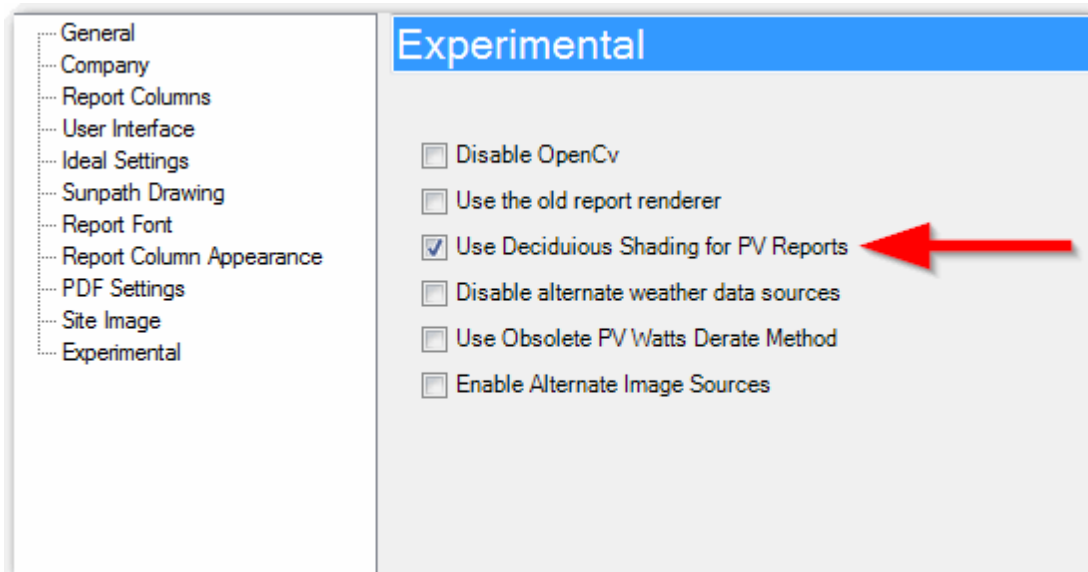 General
Company
Report Columns
User Interface
Ideal Settings
Sunpath Drawing
Report Font
Report Column Appearance
PDF Settings
Site Image
Experimental
Experimental
Disable OpenCv
Use the old report renderer
Use Deciduious Shading for PV Reports
Disable alternate weather data sources
Use Obsolete PV Watts Derate Method
Enable Alternate Image Sources